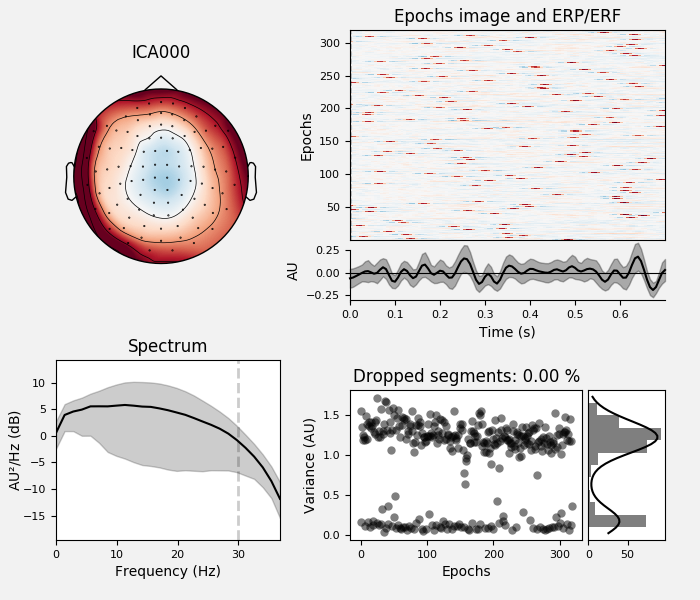 Epochs image and ERP/ERF
ICA000
300
250
200
150
100
50
Epochs
0.25
0.00
−0.25
AU
0.0 0.1 0.2 0.3 0.4 0.5 0.6
Time (s)
Spectrum
10
5
0
−5
−10
−15
AU²/Hz (dB)
0 10 20 30
Frequency (Hz)
Dropped segments: 0.00 %
1.5
1.0
0.5
0.0
Variance (AU)
0 100 200 300
Epochs
0 50